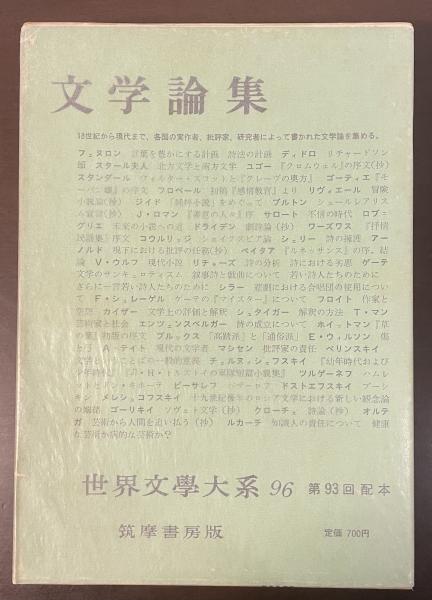 文学論集
18世紀から現代まで、各国の実作者、批評家、研究者によって書かれた文学論を集める。
フェヌロン 言葉を豊かにする計画 詩法の計画 ディドロ リチャードソン
頌 スタール夫人 北方文学と南方文学 ユゴー 『クロムウェル』の序文(抄)
スタンダール ウォルター・スコットと『クレーヴの奥方』 ゴーティエ 『モ
ーパン嬢』の序文 フロベール 初稿『感情教育』より リヴィエール 冒険
小説論(抄) ジイド 『贋金つくり』をめぐって ブルトン シュールレアリス
ム宣言(抄) J・ロマン 『善意の人々』序 サロート 不信の時代 ロブ=
グリエ 未来の小説への道 ドライデン 劇詩論(抄) ワーズワス 『抒情
民謡集』序文 コウルリッジ シェイクスピア論 シェリー 詩の擁護 アー
ノルド 現下における批評の任務(抄) ペイタア 『ルネッサンス』の序、結
論 V・ウルフ 現代小説 リチァーズ 詩の分析 詩における劣悪 ゲーテ
文学のサンキュロティスム 叙事詩と戯曲について 若い詩人たちのために
さらに一言若い詩人たちのために シラー 悲劇における合唱団の使用につい
て F・シュレーゲル ゲーテの『マイスター』について フロイト 作家と
空想 カイザー 文学上の評価と解釈 シュタイガー 解釈の方法 T・マン
芸術家と社会 エンツェンスベルガー 詩の成立について ホイットマン 『草
の葉』初版の序文 ブルックス 「高踏派」と「通俗派」 E・ウィルソン 傷
と弓 A・テイト 現代の文学者 マシセン 批評家の責任 ベリンスキイ
文学ということばの一般的意義 チェルヌィシェフスキイ 『幼年時代および
少年時代』『Л・Н・トルストイの軍隊短篇小説集』 ツルゲーネフ ハムレ
ットとドン・キホーテ ピーサレフ バザーロフ ドストエフスキイ プーシ
キン メレシュコフスキイ 十九世紀後半のロシア文学における新しい観念論
の端緒 ゴーリキイ ソヴェト文学(抄) クローチェ 詩論(抄) オルテ
ガ 芸術から人間を追い払う(抄) ルカーチ 知識人の責任について 健康
な芸術か病的な芸術か?
世界文學大系 96 第93回配本
筑摩書房版 定価 700円